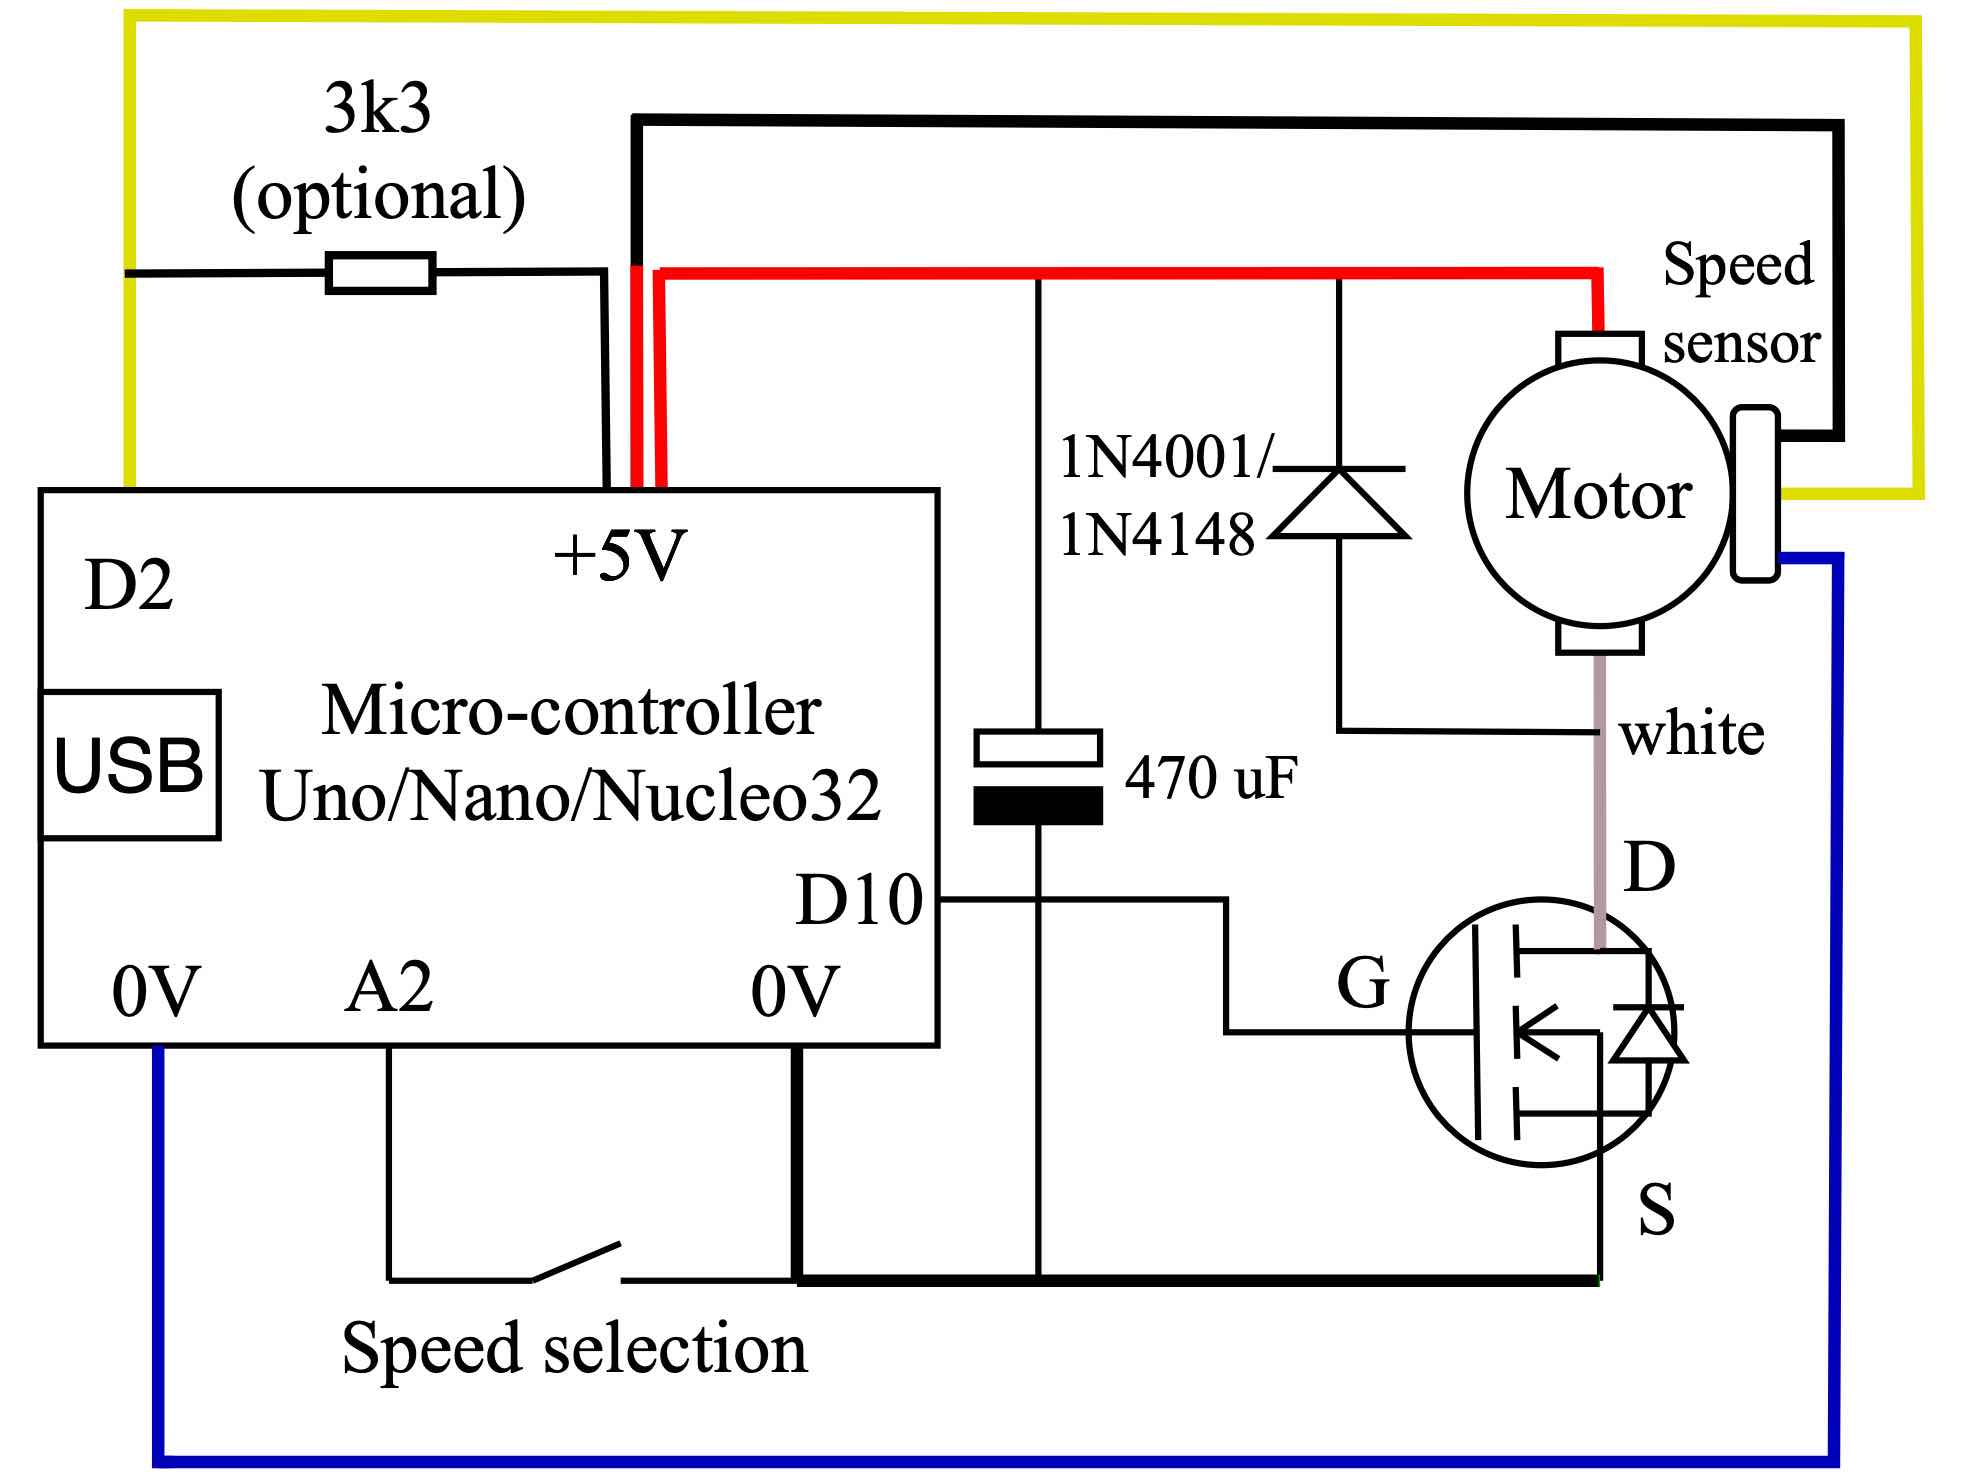 3k3
(optional)
Speed
sensor
1N4001/
1N4148
Motor
D2
+5V
Micro-controller
Uno/Nano/Nucleo32
USB
white
470 uF
D
D10
G
0V
A2
0V
S
Speed selection